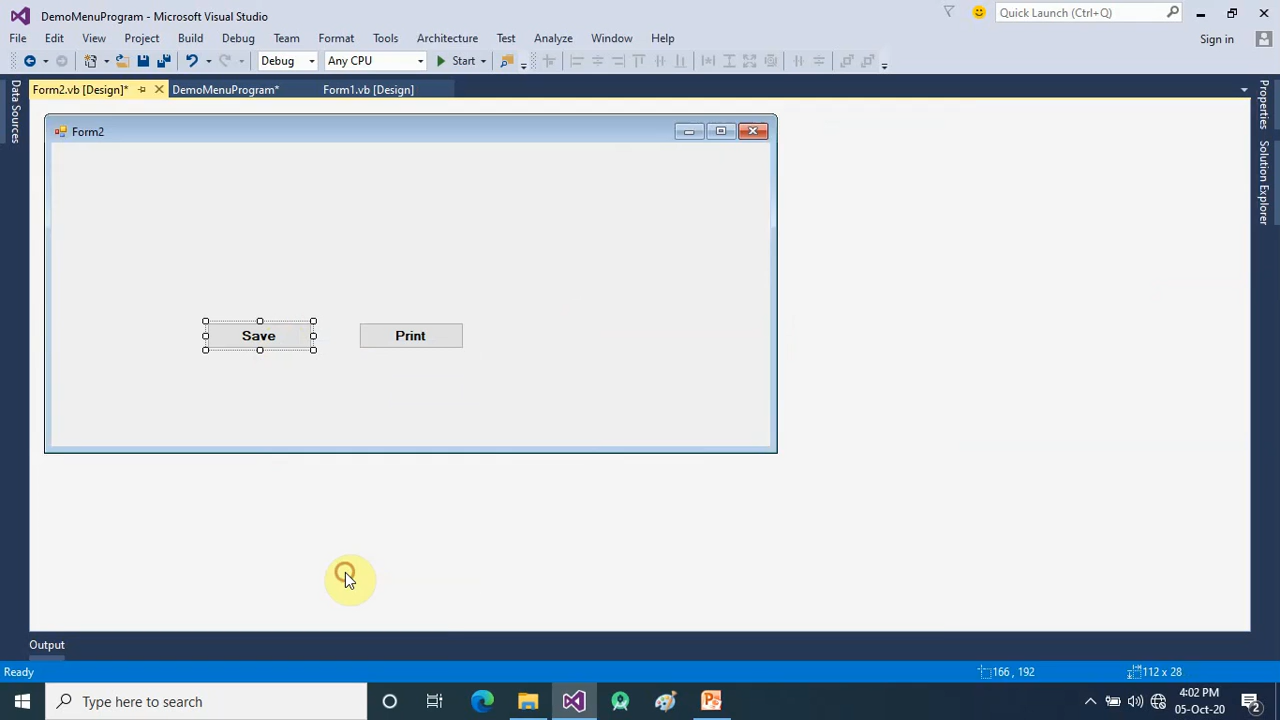 DemoMenuProgram - Microsoft Visual Studio
Quick Launch (Ctrl+Q)
File Edit View Project Build Debug Team Format Tools Architecture Test Analyze Window Help
Sign in
Debug Any CPU Start
Form2.vb [Design]* DemoMenuProgram* Form1.vb [Design]
Data Sources
Properties
Solution Explorer
Form2
Save Print
Output
Ready 166 , 192 112 x 28
Type here to search
4:02 PM
05-Oct-20
2